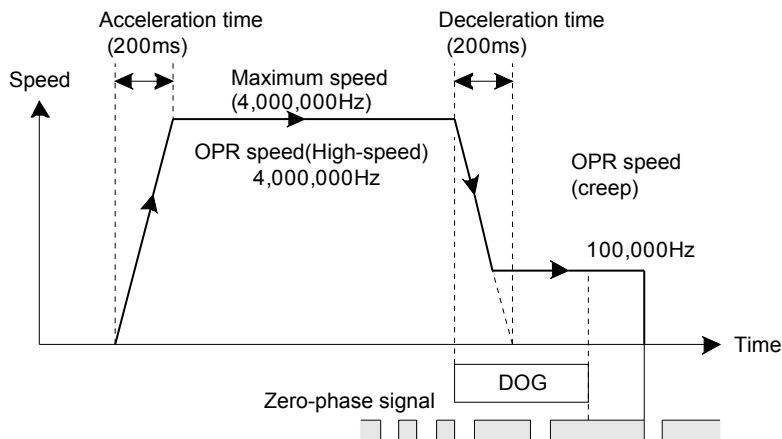 Acceleration time
(200ms)
Deceleration time
(200ms)
Speed
Maximum speed
(4,000,000Hz)
OPR speed(High-speed)
4,000,000Hz
OPR speed
(creep)
100,000Hz
Time
DOG
Zero-phase signal